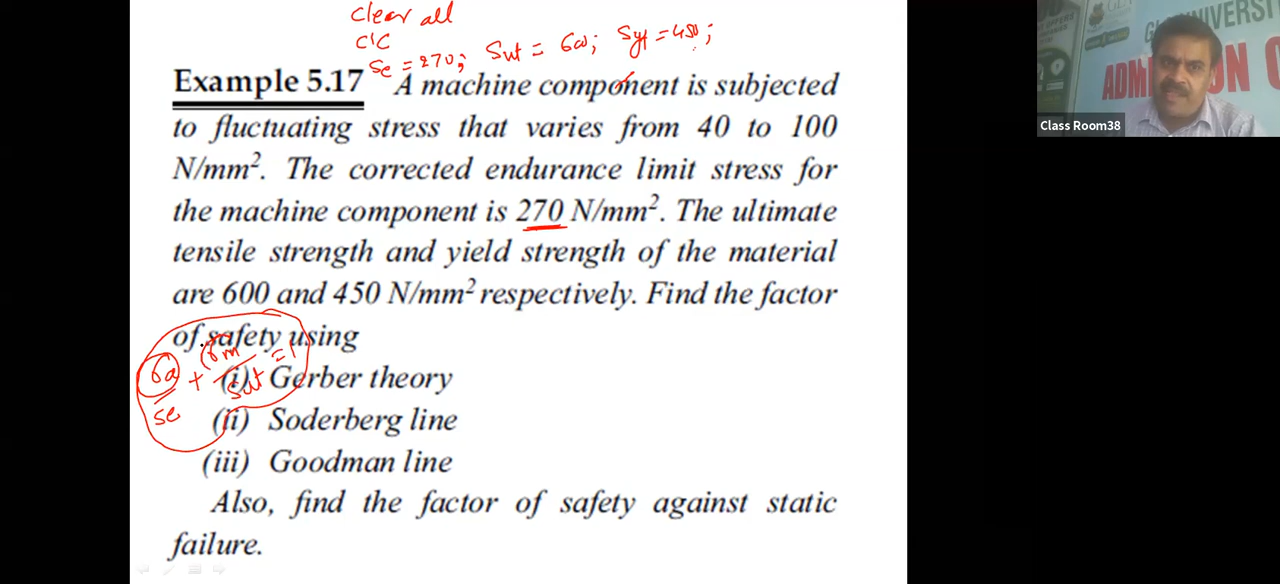 clear all
clc
Se = 270; Sut = 600; Syt = 450;
Example 5.17 A machine component is subjected
to fluctuating stress that varies from 40 to 100
N/mm². The corrected endurance limit stress for
the machine component is 270 N/mm². The ultimate
tensile strength and yield strength of the material
are 600 and 450 N/mm² respectively. Find the factor
of safety using
σa/Se + σm/Sut = 1
(i) Gerber theory
(ii) Soderberg line
(iii) Goodman line
Also, find the factor of safety against static
failure.
UNIVERSITY
ADM ON
Class Room38